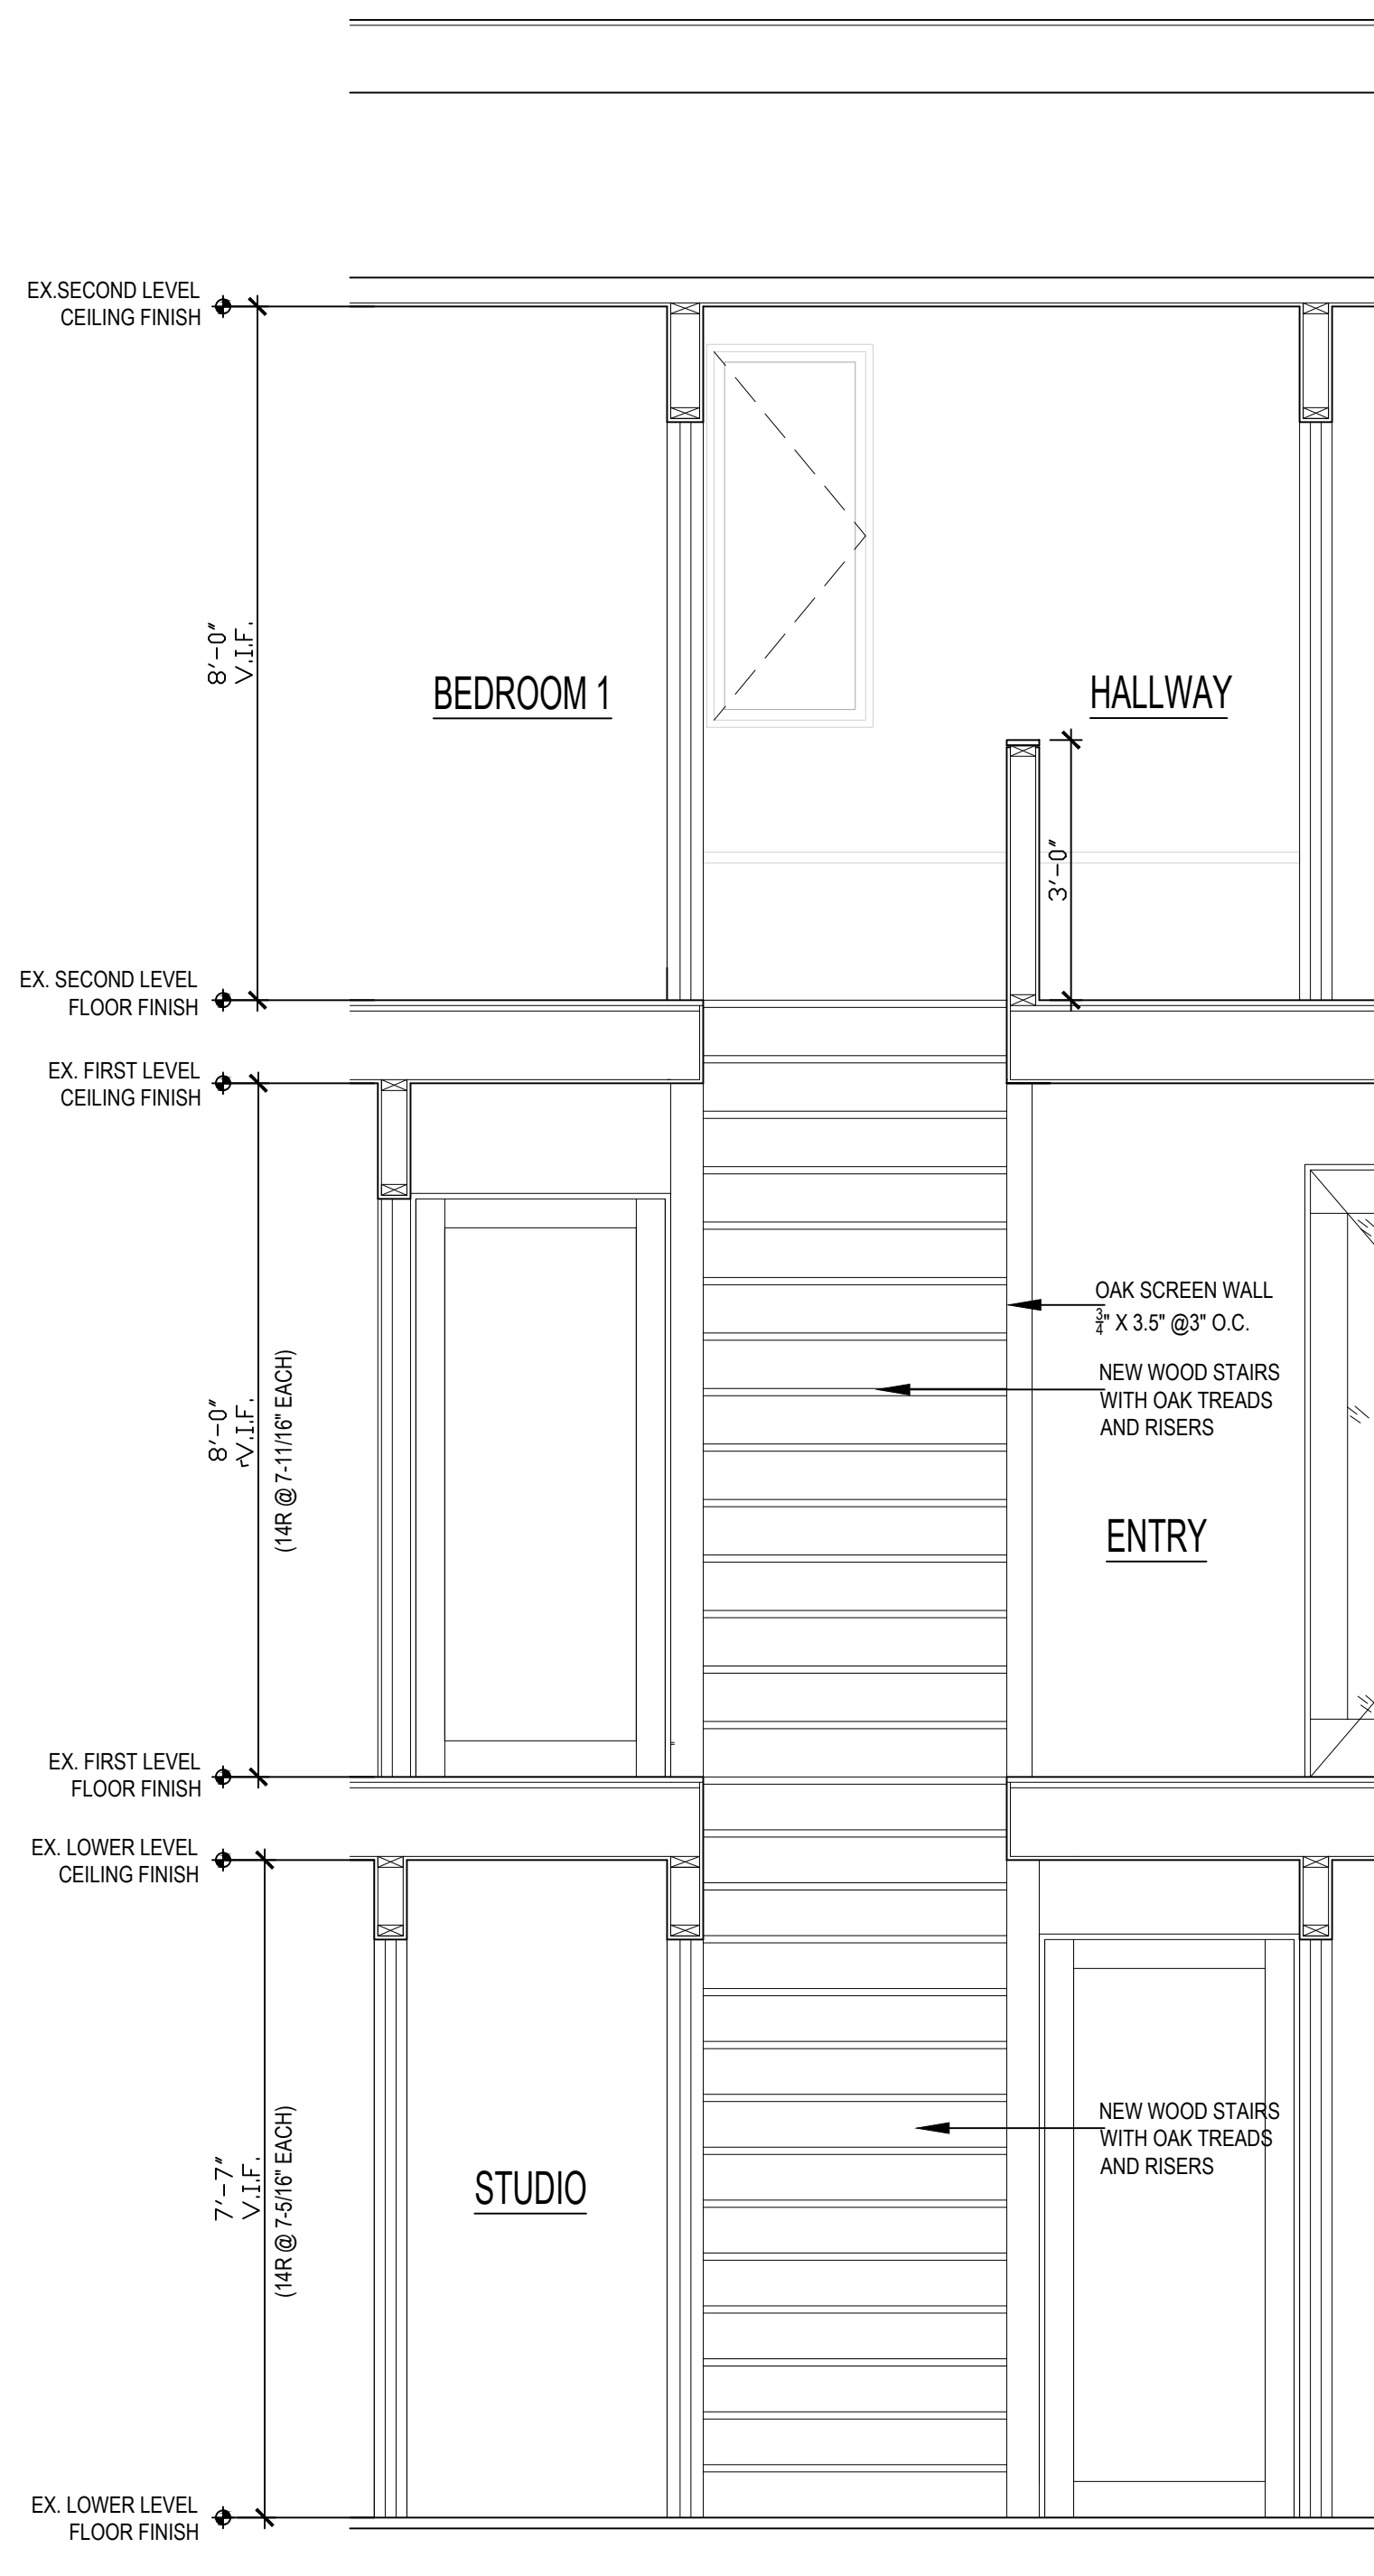 EX.SECOND LEVEL
CEILING FINISH
8'-0"
V.I.F.
BEDROOM 1
HALLWAY
3'-0"
EX. SECOND LEVEL
FLOOR FINISH
EX. FIRST LEVEL
CEILING FINISH
OAK SCREEN WALL
3/4" X 3.5" @3" O.C.
NEW WOOD STAIRS
WITH OAK TREADS
AND RISERS
8'-0"
V.I.F.
(14R @ 7-11/16" EACH)
ENTRY
EX. FIRST LEVEL
FLOOR FINISH
EX. LOWER LEVEL
CEILING FINISH
NEW WOOD STAIRS
WITH OAK TREADS
AND RISERS
7'-7"
V.I.F.
(14R @ 7-5/16" EACH)
STUDIO
EX. LOWER LEVEL
FLOOR FINISH